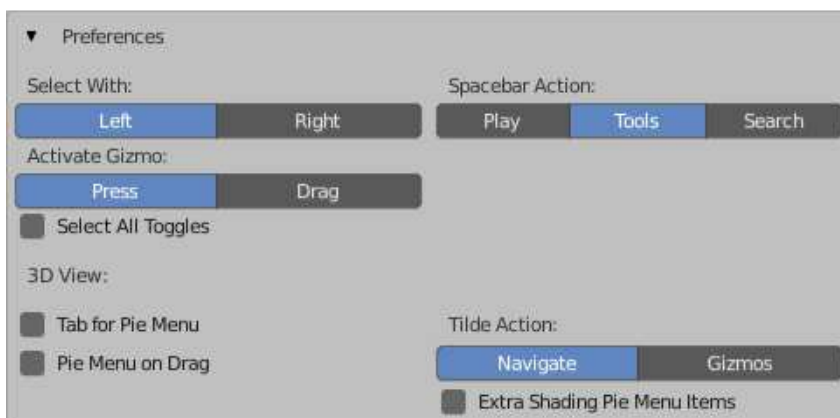 Preferences
Select With:
Spacebar Action:
Left Right
Play Tools Search
Activate Gizmo:
Press Drag
Select All Toggles
3D View:
Tab for Pie Menu
Tilde Action:
Pie Menu on Drag
Navigate Gizmos
Extra Shading Pie Menu Items